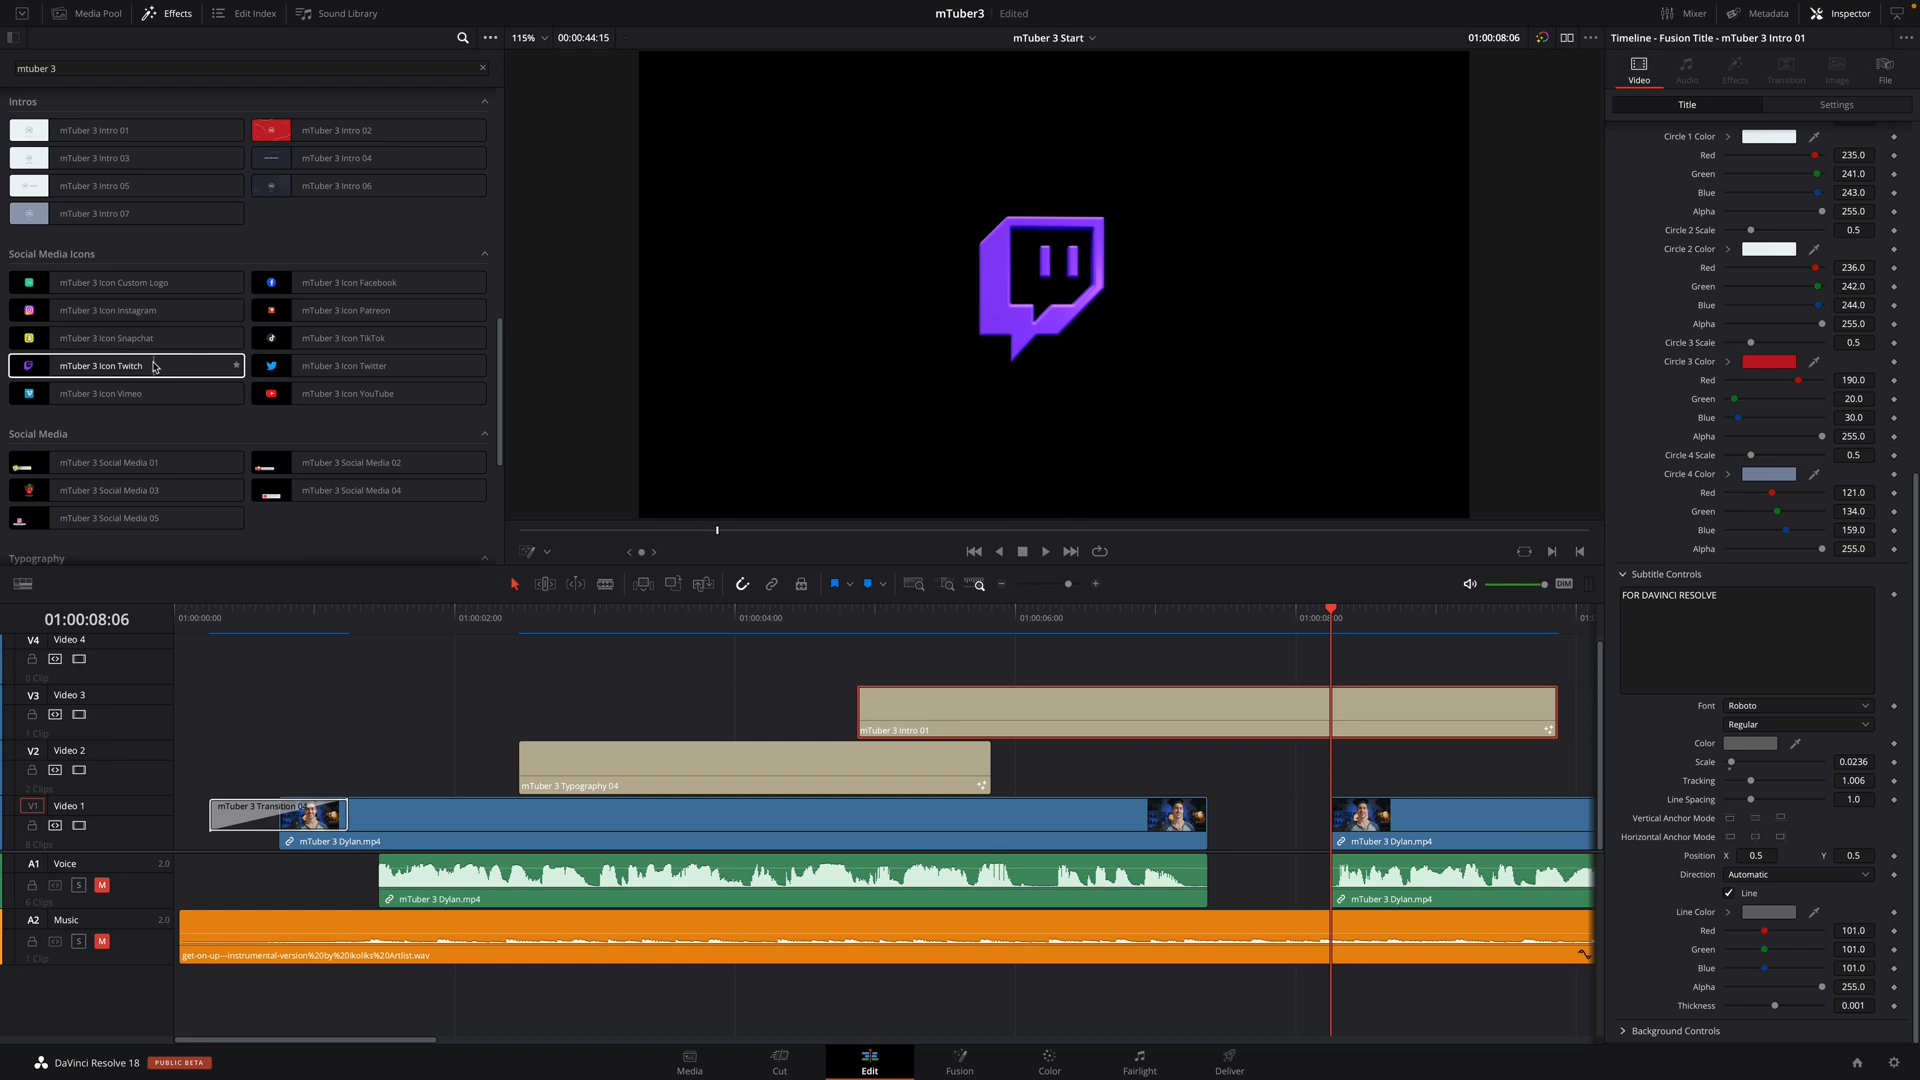 Media Pool
Effects
Edit Index
Sound Library
mTuber3
Edited
Mixer
Metadata
Inspector
115%
00:00:44:15
mTuber 3 Start
01:00:08:06
Timeline - Fusion Title - mTuber 3 Intro 01
mtuber 3
Video
Audio
Effects
Transition
Image
File
Title
Settings
Intros
mTuber 3 Intro 01
mTuber 3 Intro 02
mTuber 3 Intro 03
mTuber 3 Intro 04
mTuber 3 Intro 05
mTuber 3 Intro 06
mTuber 3 Intro 07
Social Media Icons
mTuber 3 Icon Custom Logo
mTuber 3 Icon Facebook
mTuber 3 Icon Instagram
mTuber 3 Icon Patreon
mTuber 3 Icon Snapchat
mTuber 3 Icon TikTok
mTuber 3 Icon Twitch
mTuber 3 Icon Twitter
mTuber 3 Icon Vimeo
mTuber 3 Icon YouTube
Social Media
mTuber 3 Social Media 01
mTuber 3 Social Media 02
mTuber 3 Social Media 03
mTuber 3 Social Media 04
mTuber 3 Social Media 05
Typography
Circle 1 Color
Red 235.0
Green 241.0
Blue 243.0
Alpha 255.0
Circle 2 Scale 0.5
Circle 2 Color
Red 236.0
Green 242.0
Blue 244.0
Alpha 255.0
Circle 3 Scale 0.5
Circle 3 Color
Red 190.0
Green 20.0
Blue 30.0
Alpha 255.0
Circle 4 Scale 0.5
Circle 4 Color
Red 121.0
Green 134.0
Blue 159.0
Alpha 255.0
Subtitle Controls
FOR DAVINCI RESOLVE
Font Roboto
Regular
Color
Scale 0.0236
Tracking 1.006
Line Spacing 1.0
Vertical Anchor Mode
Horizontal Anchor Mode
Position X 0.5 Y 0.5
Direction Automatic
Line
Line Color
Red 101.0
Green 101.0
Blue 101.0
Alpha 255.0
Thickness 0.001
Background Controls
DIM
01:00:08:06
01:00:00:00
01:00:02:00
01:00:04:00
01:00:06:00
01:00:08:00
V4 Video 4
0 Clip
V3 Video 3
1 Clip
mTuber 3 Intro 01
V2 Video 2
2 Clips
mTuber 3 Typography 04
V1 Video 1
8 Clips
mTuber 3 Transition 04
mTuber 3 Dylan.mp4
mTuber 3 Dylan.mp4
A1 Voice 2.0
S M
6 Clips
mTuber 3 Dylan.mp4
mTuber 3 Dylan.mp4
A2 Music 2.0
S M
1 Clip
get-on-up---instrumental-version%20by%20ikoliks%20Artlist.wav
DaVinci Resolve 18
PUBLIC BETA
Media
Cut
Edit
Fusion
Color
Fairlight
Deliver